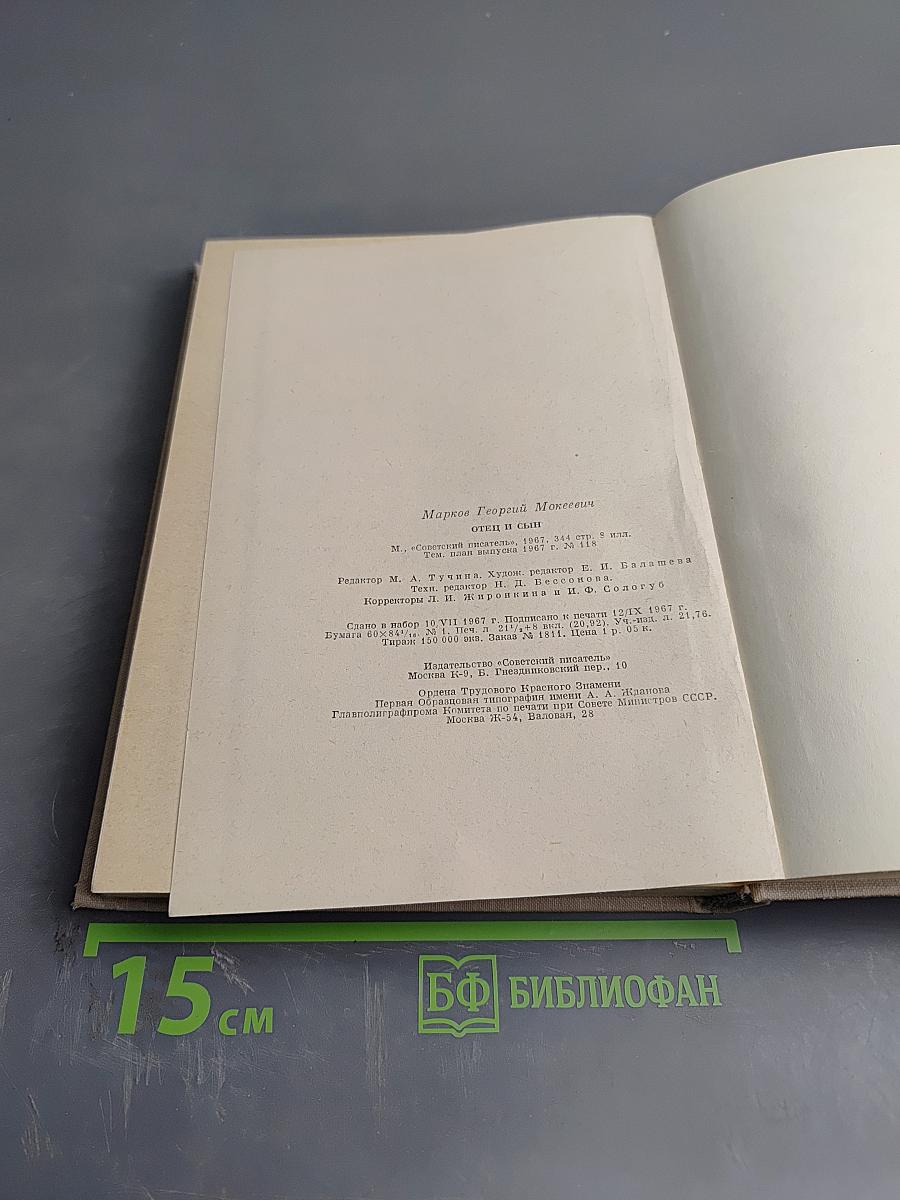 Марков Георгий Мокеевич
ОТЕЦ И СЫН
М., «Советский писатель», 1967, 344 стр. 8 илл.
Тем. план выпуска 1967 г. № 118
Редактор М. А. Тучина. Худож. редактор Е. И. Балашева
Техн. редактор Н. Д. Бессонова.
Корректоры Л. И. Жиронкина и И. Ф. Сологуб
Сдано в набор 10/VII 1967 г. Подписано к печати 12/IX 1967 г.
Бумага 60×84¹/₁₆. № 1. Печ. л 21¹/₂+8 вкл. (20,92). Уч.-изд. л. 21,76.
Тираж 150 000 экз. Заказ № 1811. Цена 1 р. 05 к.
Издательство «Советский писатель»
Москва К-9, Б. Гнездниковский пер., 10
Ордена Трудового Красного Знамени
Первая Образцовая типография имени А. А. Жданова
Главполиграфпрома Комитета по печати при Совете Министров СССР.
Москва Ж-54, Валовая, 28
15 см
БФ БИБЛИОФАН